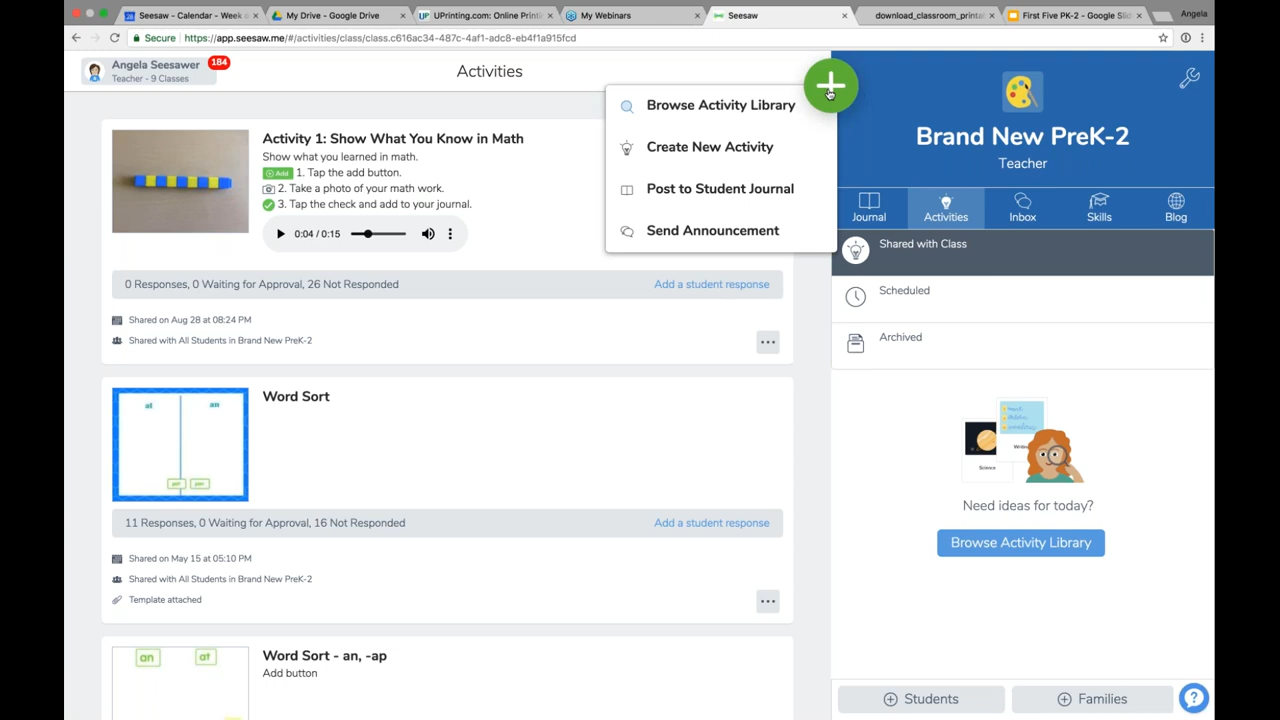 Seesaw - Calendar - Week o
My Drive - Google Drive
UPrinting.com: Online Printin
My Webinars
Seesaw
download_classroom_printa
First Five PK-2 - Google Slid
Angela
Secure
https://app.seesaw.me/#/activities/class/class.c616ac34-487c-4af1-adc8-eb4f1a915fcd
Angela Seesawer
184
Teacher - 9 Classes
Activities
Browse Activity Library
Create New Activity
Post to Student Journal
Send Announcement
Activity 1: Show What You Know in Math
Show what you learned in math.
Add 1. Tap the add button.
2. Take a photo of your math work.
3. Tap the check and add to your journal.
0:04 / 0:15
0 Responses, 0 Waiting for Approval, 26 Not Responded
Add a student response
Shared on Aug 28 at 08:24 PM
Shared with All Students in Brand New PreK-2
Word Sort
an
11 Responses, 0 Waiting for Approval, 16 Not Responded
Add a student response
Shared on May 15 at 05:10 PM
Shared with All Students in Brand New PreK-2
Template attached
an
at
Word Sort - an, -ap
Add button
Brand New PreK-2
Teacher
Journal
Activities
Inbox
Skills
Blog
Shared with Class
Scheduled
Archived
Science
Need ideas for today?
Browse Activity Library
Students
Families
?